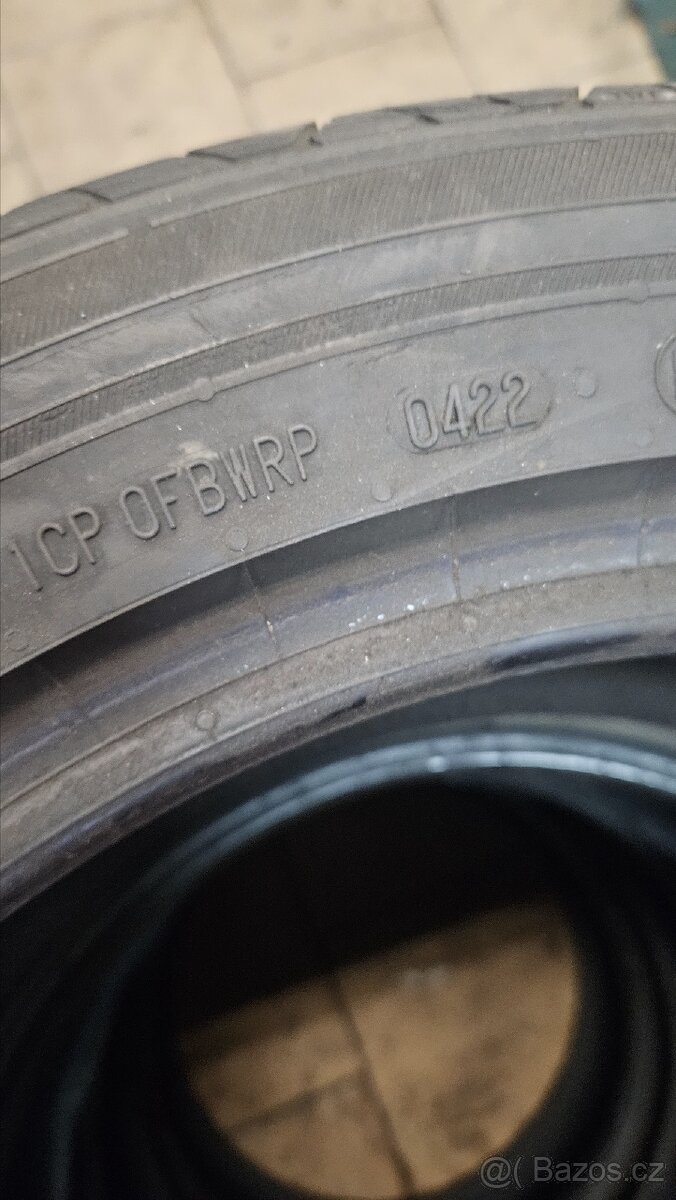 1CP 0FBWRP 0422
@( Bazos.cz